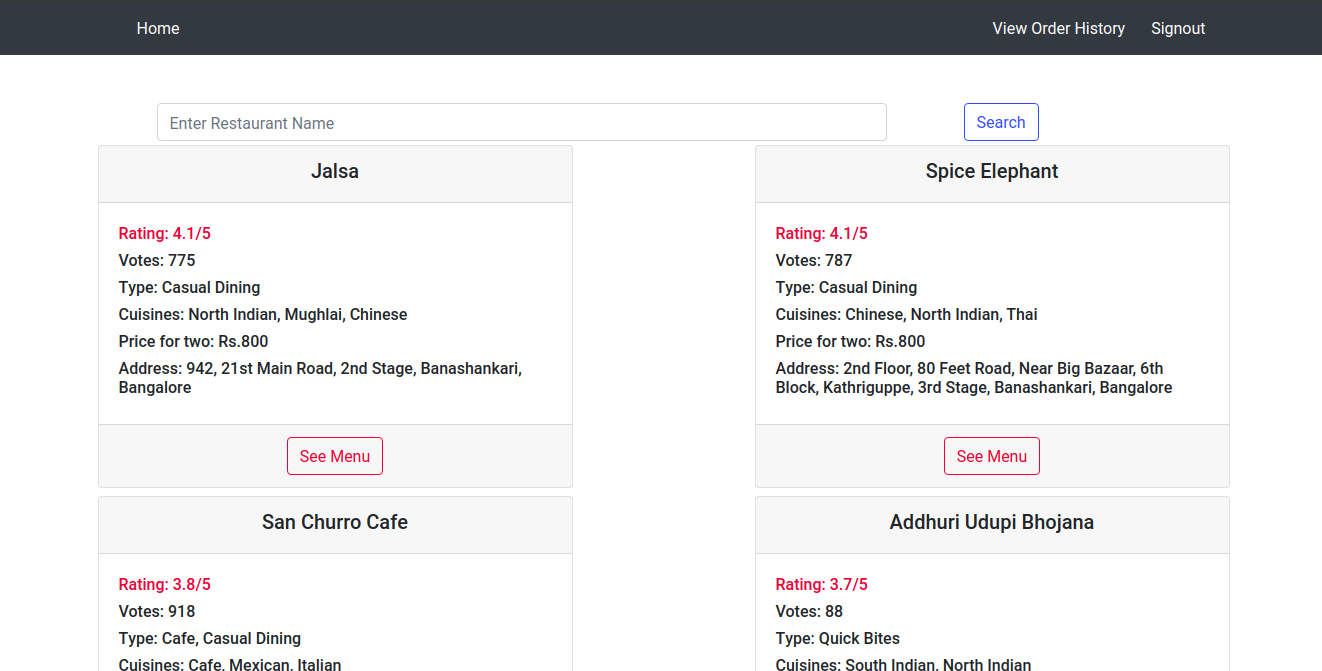 Home
View Order History
Signout
Enter Restaurant Name
Search
Jalsa
Rating: 4.1/5
Votes: 775
Type: Casual Dining
Cuisines: North Indian, Mughlai, Chinese
Price for two: Rs.800
Address: 942, 21st Main Road, 2nd Stage, Banashankari,
Bangalore
See Menu
Spice Elephant
Rating: 4.1/5
Votes: 787
Type: Casual Dining
Cuisines: Chinese, North Indian, Thai
Price for two: Rs.800
Address: 2nd Floor, 80 Feet Road, Near Big Bazaar, 6th
Block, Kathriguppe, 3rd Stage, Banashankari, Bangalore
See Menu
San Churro Cafe
Rating: 3.8/5
Votes: 918
Type: Cafe, Casual Dining
Cuisines: Cafe, Mexican, Italian
Addhuri Udupi Bhojana
Rating: 3.7/5
Votes: 88
Type: Quick Bites
Cuisines: South Indian, North Indian